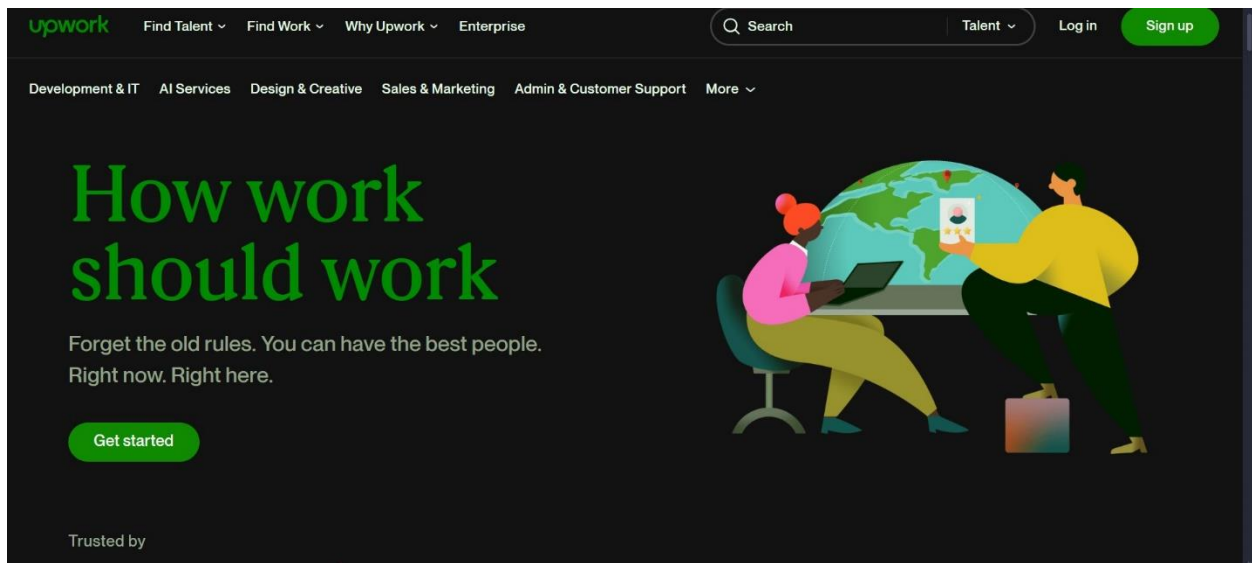 upwork Find Talent Find Work Why Upwork Enterprise Search Talent Log in Sign up
Development & IT AI Services Design & Creative Sales & Marketing Admin & Customer Support More
How work
should work
Forget the old rules. You can have the best people.
Right now. Right here.
Get started
Trusted by